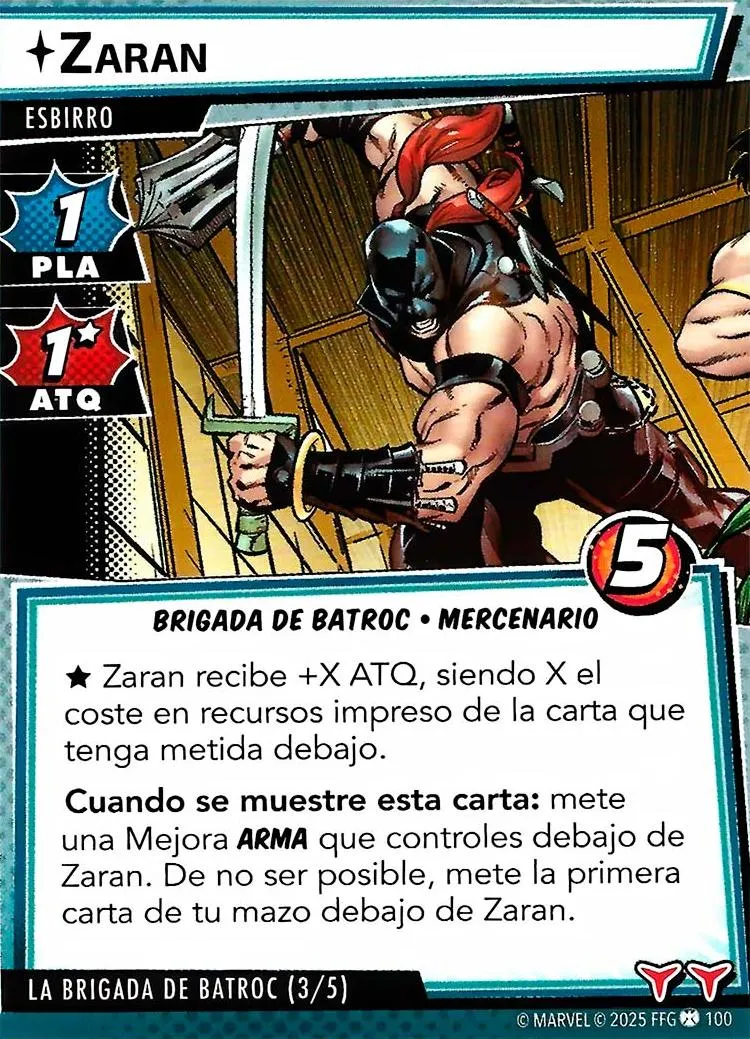 ZARAN
ESBIRRO
1
PLA
1★
ATQ
5
BRIGADA DE BATROC • MERCENARIO
★ Zaran recibe +X ATQ, siendo X el
coste en recursos impreso de la carta que
tenga metida debajo.
Cuando se muestre esta carta: mete
una Mejora ARMA que controles debajo de
Zaran. De no ser posible, mete la primera
carta de tu mazo debajo de Zaran.
LA BRIGADA DE BATROC (3/5)
© MARVEL © 2025 FFG 100